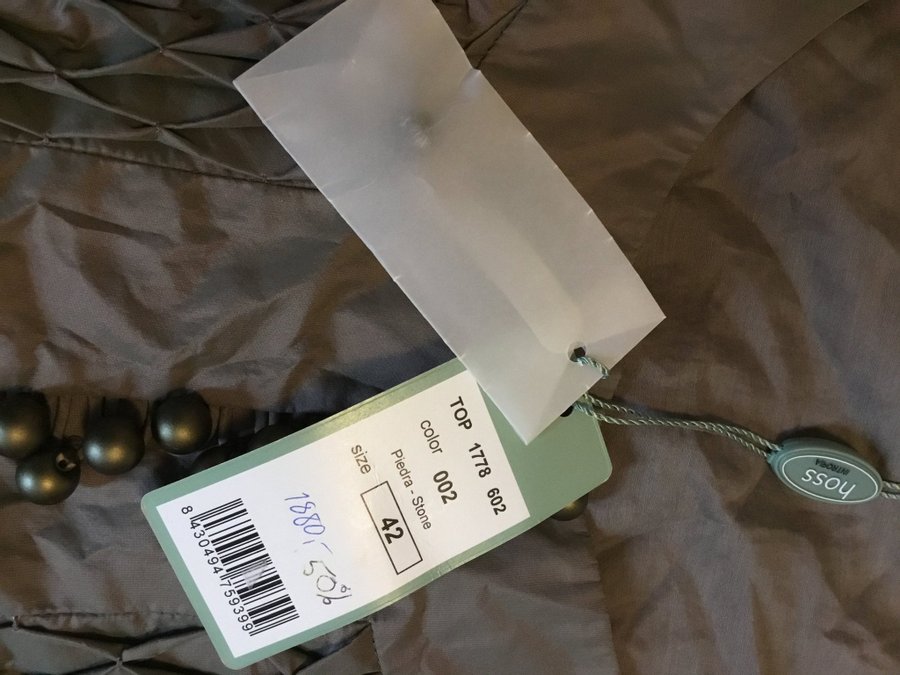 TOP 1778 602
color 002
Piedra - Stone
size 42
1880,- 50%
8 430494 759399
hoss
INTROPIA